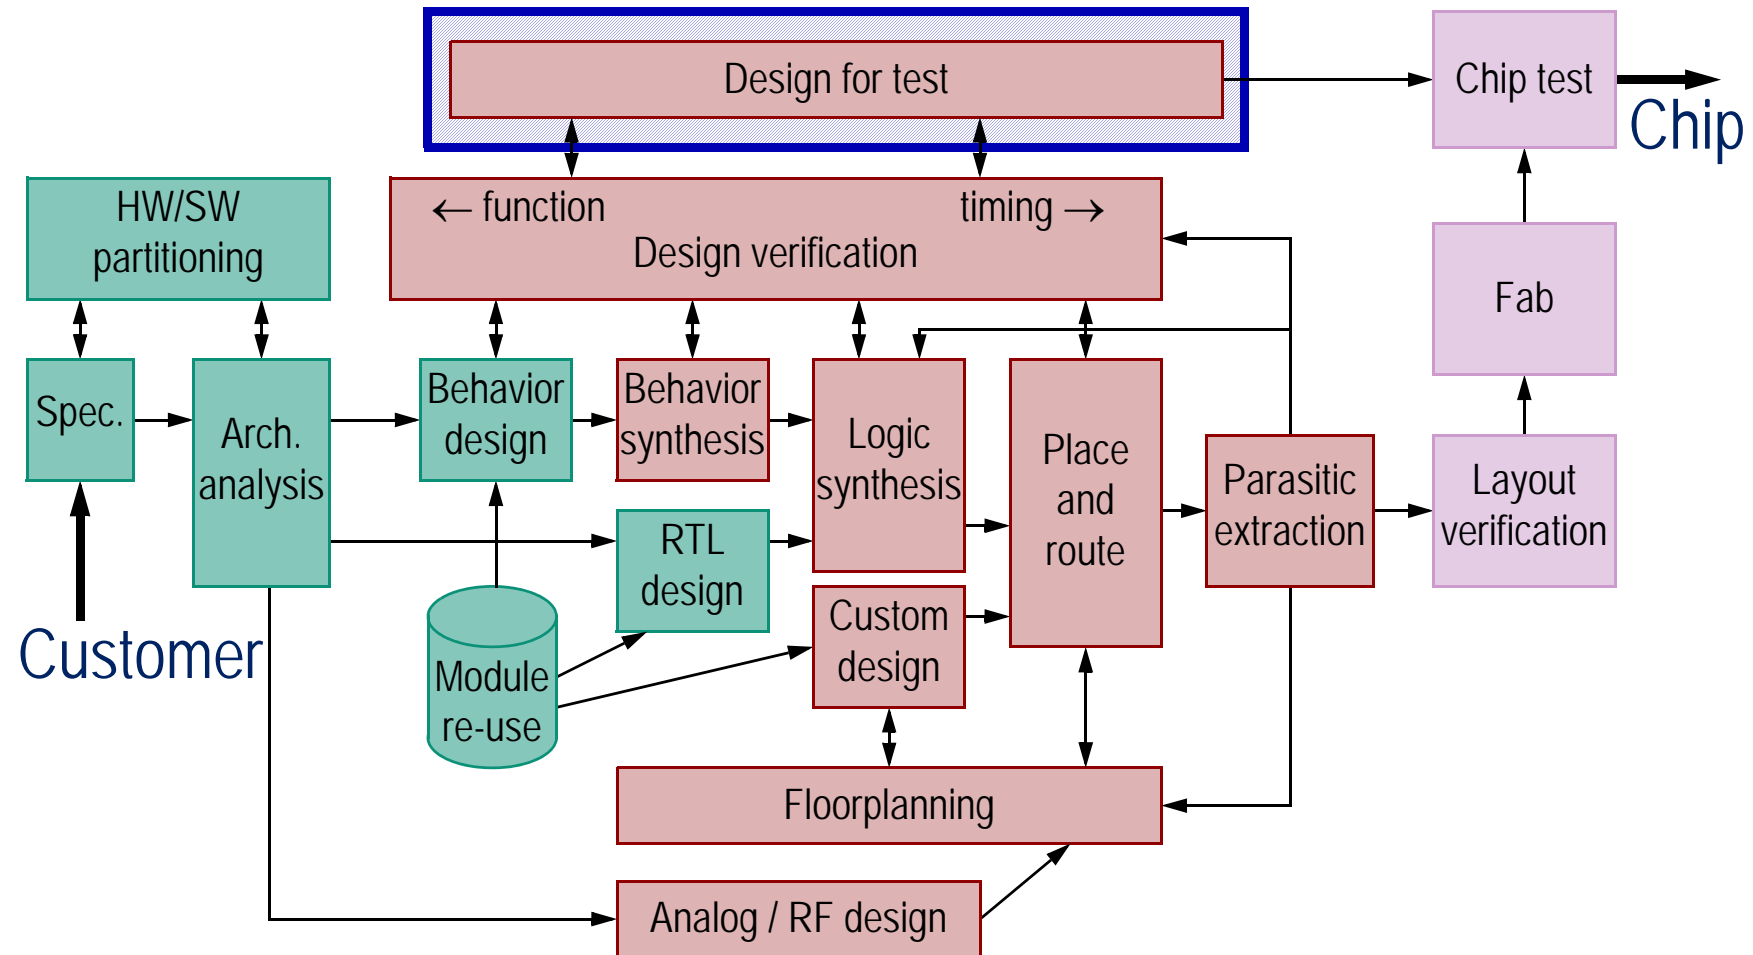 Design for test
Chip test
Chip
HW/SW
partitioning
← function
timing →
Design verification
Fab
Spec.
Arch.
analysis
Behavior
design
Behavior
synthesis
Logic
synthesis
Place
and
route
Parasitic
extraction
Layout
verification
RTL
design
Customer
Module
re-use
Custom
design
Floorplanning
Analog / RF design